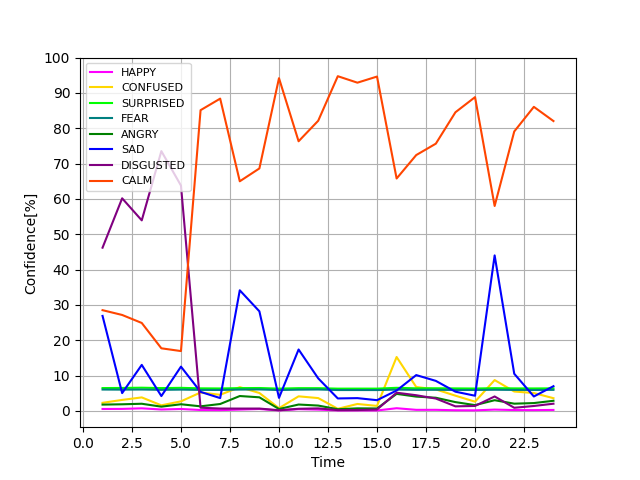 100
90
80
70
60
50
40
30
20
10
0
Confidence[%]
HAPPY
CONFUSED
SURPRISED
FEAR
ANGRY
SAD
DISGUSTED
CALM
0.0 2.5 5.0 7.5 10.0 12.5 15.0 17.5 20.0 22.5
Time